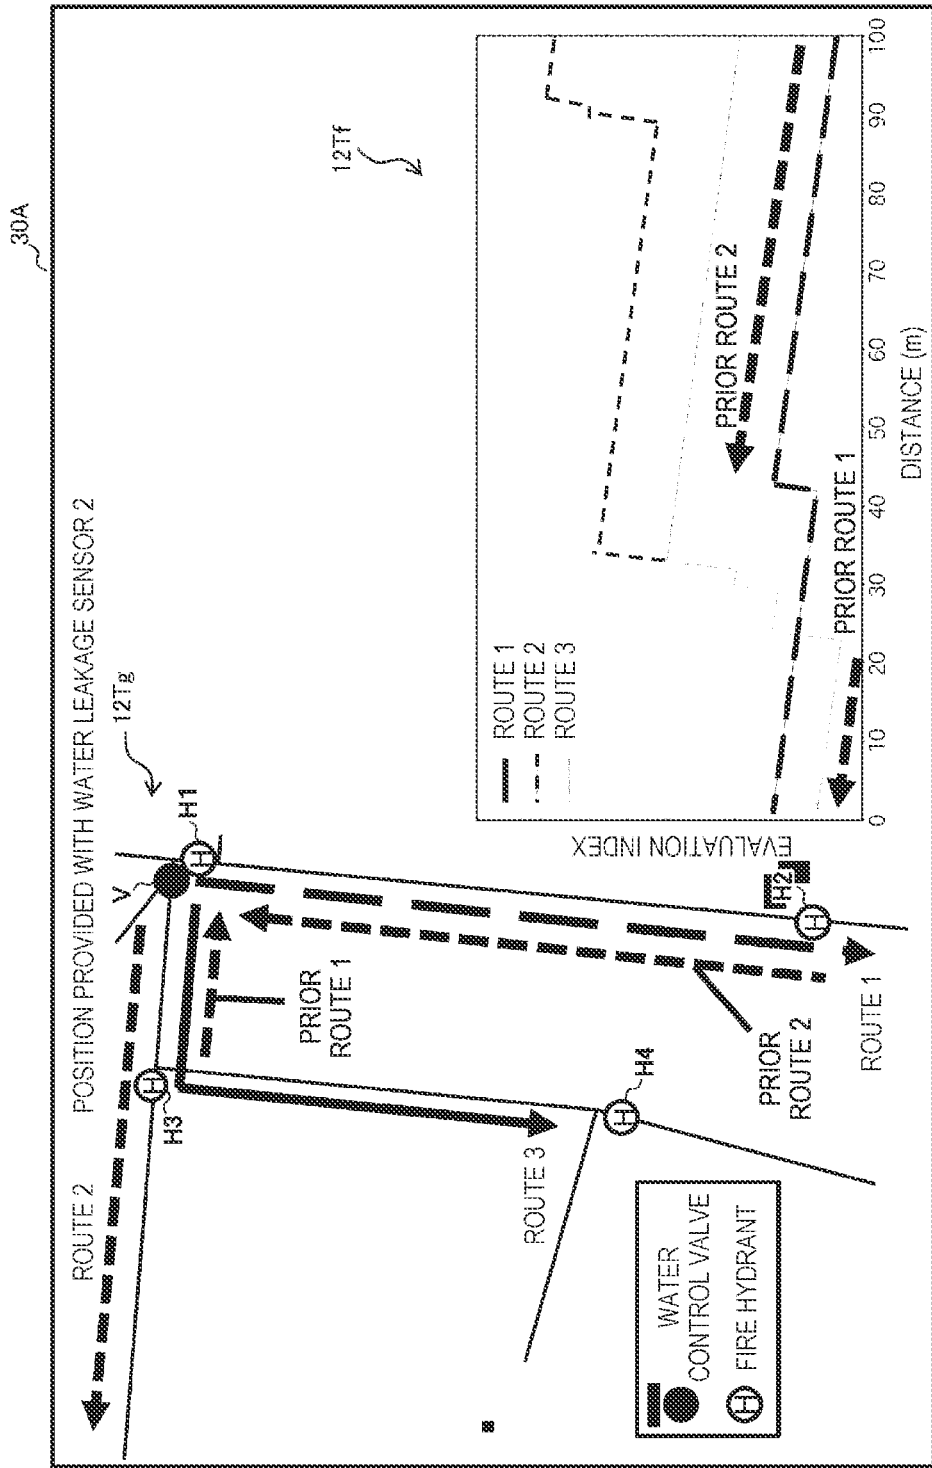 30A
POSITION PROVIDED WITH WATER LEAKAGE SENSOR 2
12Tg
V
H1
ROUTE 2
H3
PRIOR
ROUTE 1
ROUTE 3
H4
PRIOR
ROUTE 2
H2
ROUTE 1
WATER
CONTROL VALVE
H FIRE HYDRANT
12Tf
EVALUATION INDEX
ROUTE 1
ROUTE 2
ROUTE 3
PRIOR ROUTE 2
PRIOR ROUTE 1
0 10 20 30 40 50 60 70 80 90 100
DISTANCE (m)
H
H
H
H